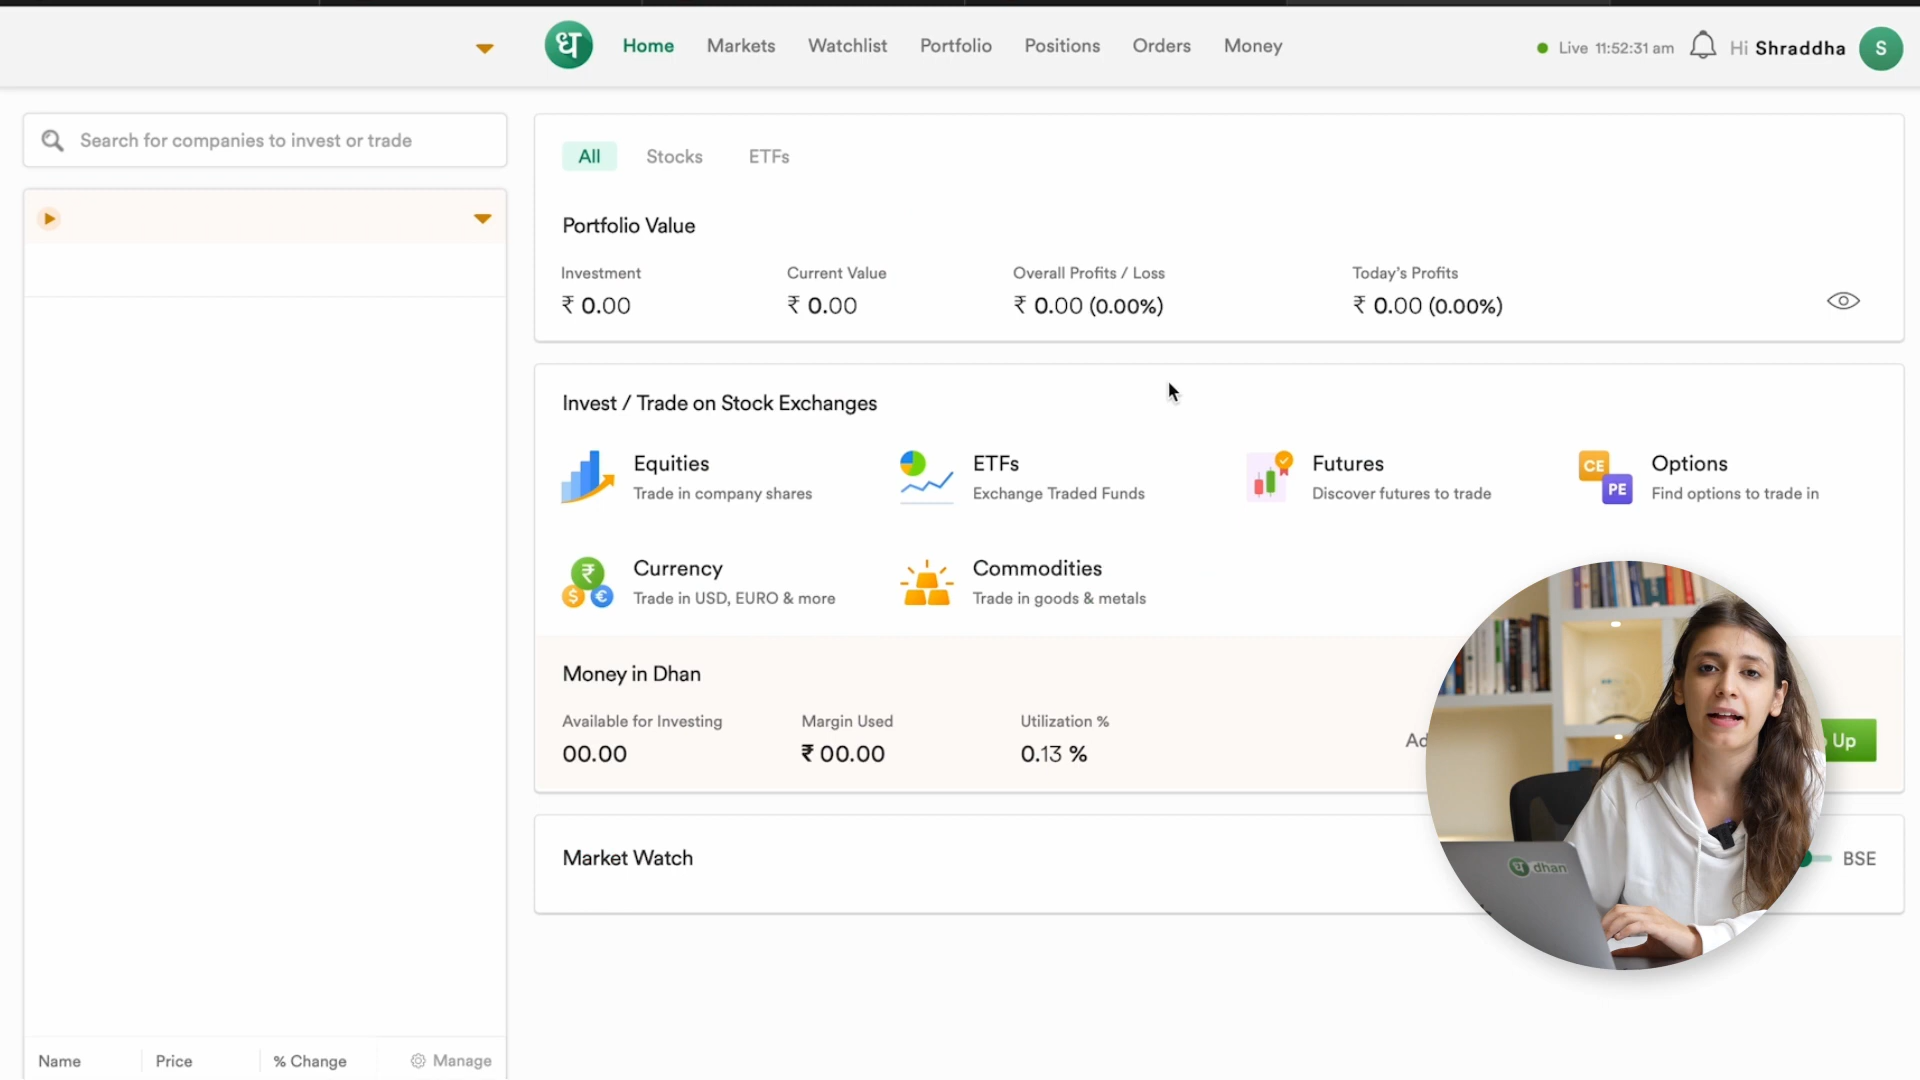 ध
Home
Markets
Watchlist
Portfolio
Positions
Orders
Money
Live 11:52:31 am
Hi Shraddha
S
Search for companies to invest or trade
All
Stocks
ETFs
Portfolio Value
Investment
Current Value
Overall Profits / Loss
Today's Profits
₹ 0.00
₹ 0.00
₹ 0.00 (0.00%)
₹ 0.00 (0.00%)
Invest / Trade on Stock Exchanges
Equities
Trade in company shares
ETFs
Exchange Traded Funds
Futures
Discover futures to trade
CE
PE
Options
Find options to trade in
₹
$
€
Currency
Trade in USD, EURO & more
Commodities
Trade in goods & metals
Money in Dhan
Available for Investing
Margin Used
Utilization %
00.00
₹ 00.00
0.13 %
Up
Market Watch
BSE
ध dhan
Name
Price
% Change
Manage